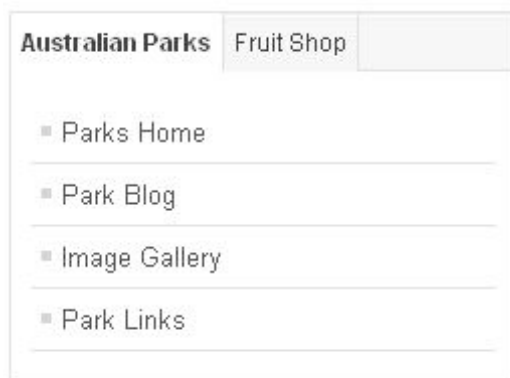 Australian Parks Fruit Shop
Parks Home
Park Blog
Image Gallery
Park Links